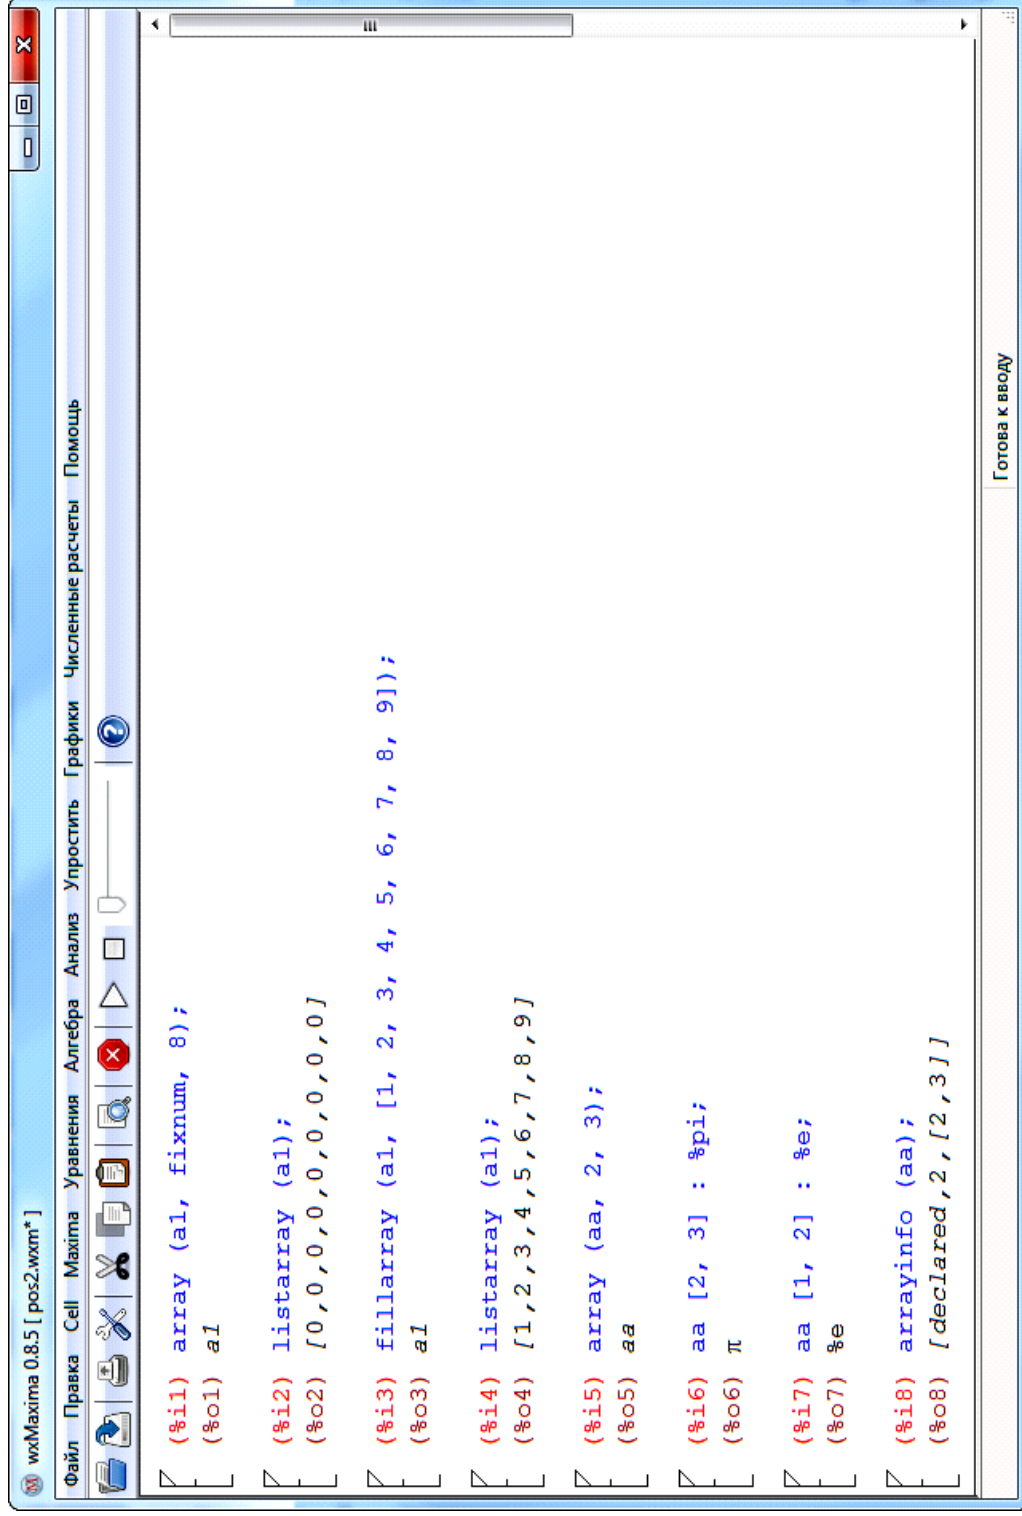 wxMaxima 0.8.5 [ pos2.wxm* ]
Файл Правка Cell Maxima Уравнения Алгебра Анализ Упростить Графики Численные расчеты Помощь
(%i1) array (a1, fixnum, 8);
(%o1) a1
(%i2) listarray (a1);
(%o2) [0,0,0,0,0,0,0,0,0]
(%i3) fillarray (a1, [1, 2, 3, 4, 5, 6, 7, 8, 9]);
(%o3) a1
(%i4) listarray (a1);
(%o4) [1,2,3,4,5,6,7,8,9]
(%i5) array (aa, 2, 3);
(%o5) aa
(%i6) aa [2, 3] : %pi;
(%o6) π
(%i7) aa [1, 2] : %e;
(%o7) %e
(%i8) arrayinfo (aa);
(%o8) [declared,2,[2,3]]
Готова к вводу